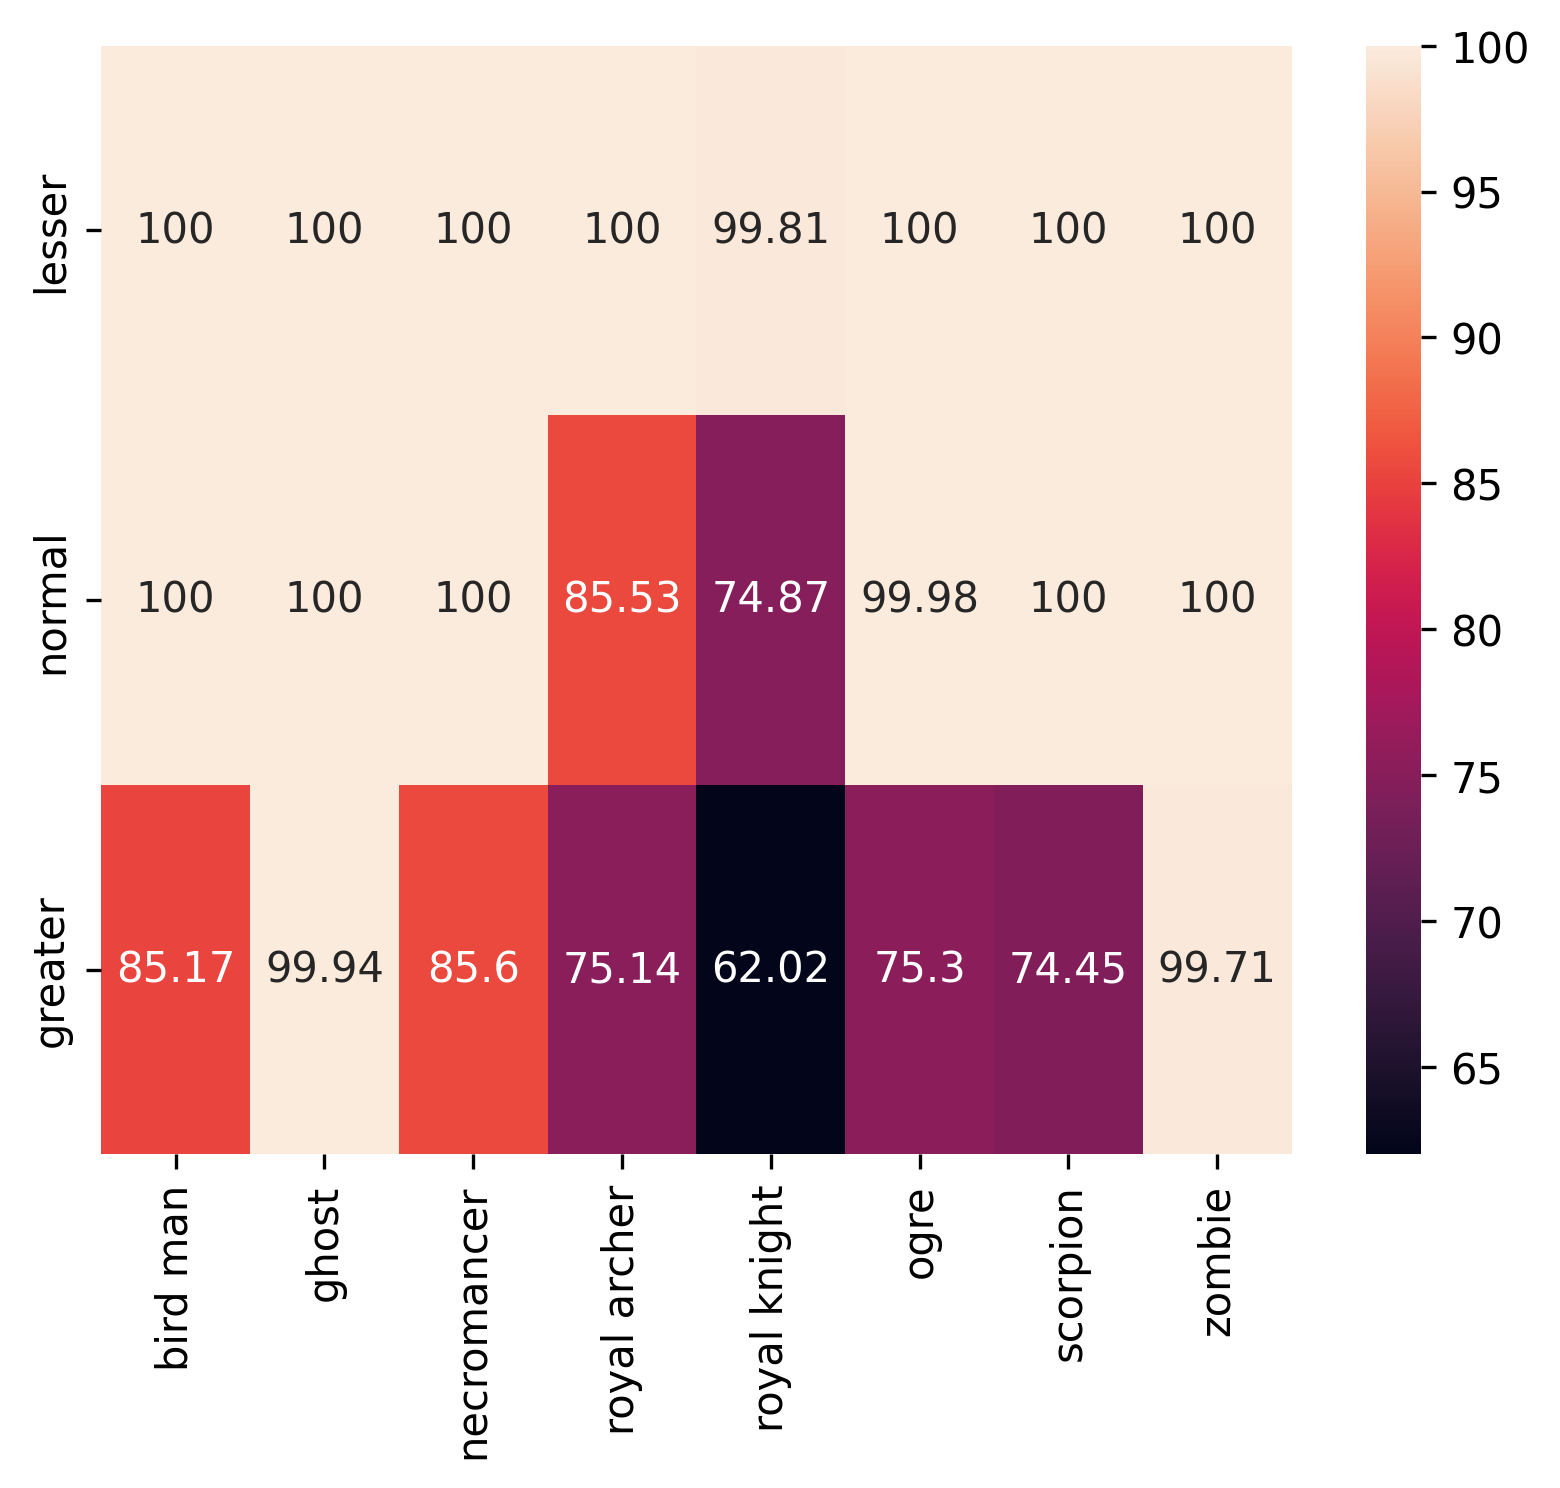 100
95
90
85
80
75
70
65
lesser
100 100 100 100 99.81 100 100 100
normal
100 100 100 85.53 74.87 99.98 100 100
greater
85.17 99.94 85.6 75.14 62.02 75.3 74.45 99.71
bird man
ghost
necromancer
royal archer
royal knight
ogre
scorpion
zombie